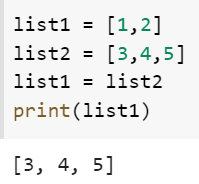 list1 = [1,2]
list2 = [3,4,5]
list1 = list2
print(list1)
[3, 4, 5]